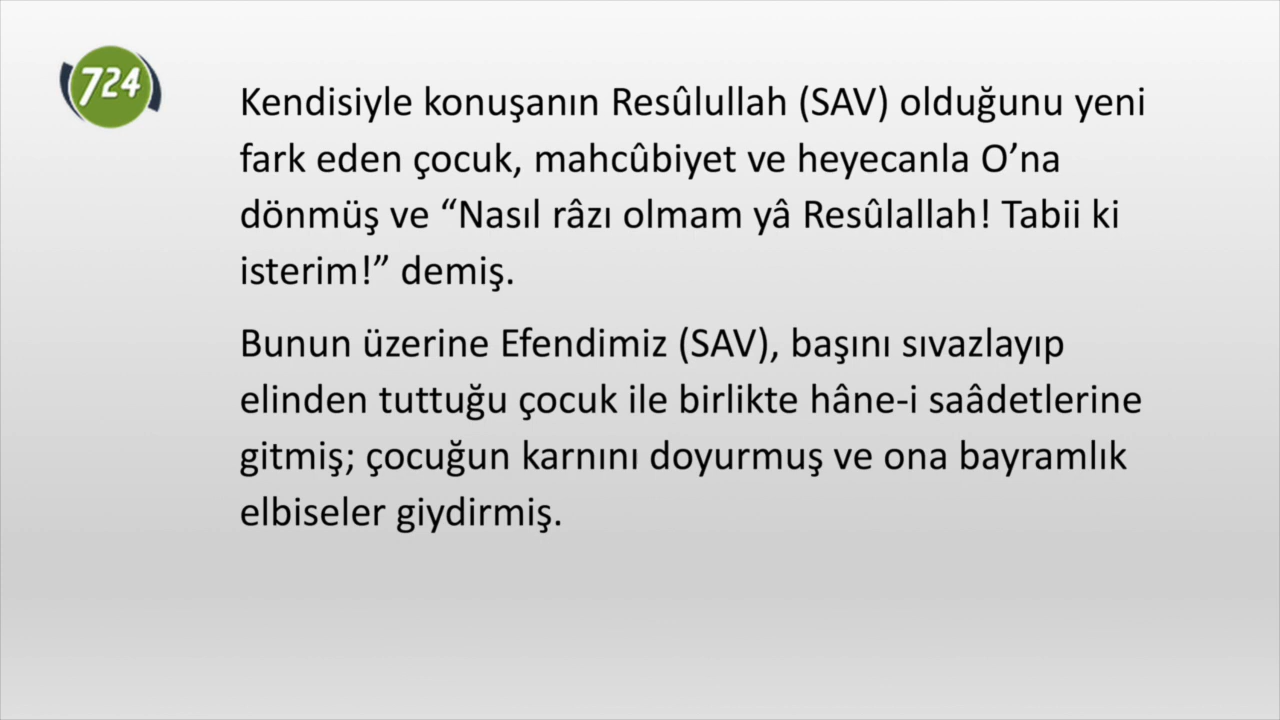 724
Kendisiyle konuşanın Resûlullah (SAV) olduğunu yeni
fark eden çocuk, mahcûbiyet ve heyecanla O’na
dönmüş ve “Nasıl râzı olmam yâ Resûlallah! Tabii ki
isterim!” demiş.
Bunun üzerine Efendimiz (SAV), başını sıvazlayıp
elinden tuttuğu çocuk ile birlikte hâne-i saâdetlerine
gitmiş; çocuğun karnını doyurmuş ve ona bayramlık
elbiseler giydirmiş.